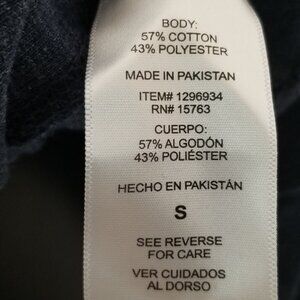 BODY:
57% COTTON
43% POLYESTER
MADE IN PAKISTAN
ITEM# 1296934
RN# 15763
CUERPO:
57% ALGODÓN
43% POLIÉSTER
HECHO EN PAKISTÁN
S
SEE REVERSE
FOR CARE
VER CUIDADOS
AL DORSO